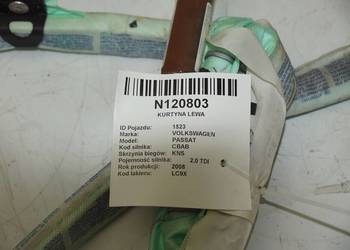 N120803
KURTYNA LEWA
ID Pojazdu: 1523
Marka: VOLKSWAGEN
Model: PASSAT
Kod silnika: CBAB
Skrzynia biegów: KNS
Pojemność silnika: 2,0 TDI
Rok produkcji: 2008
Kod lakieru: LC9X